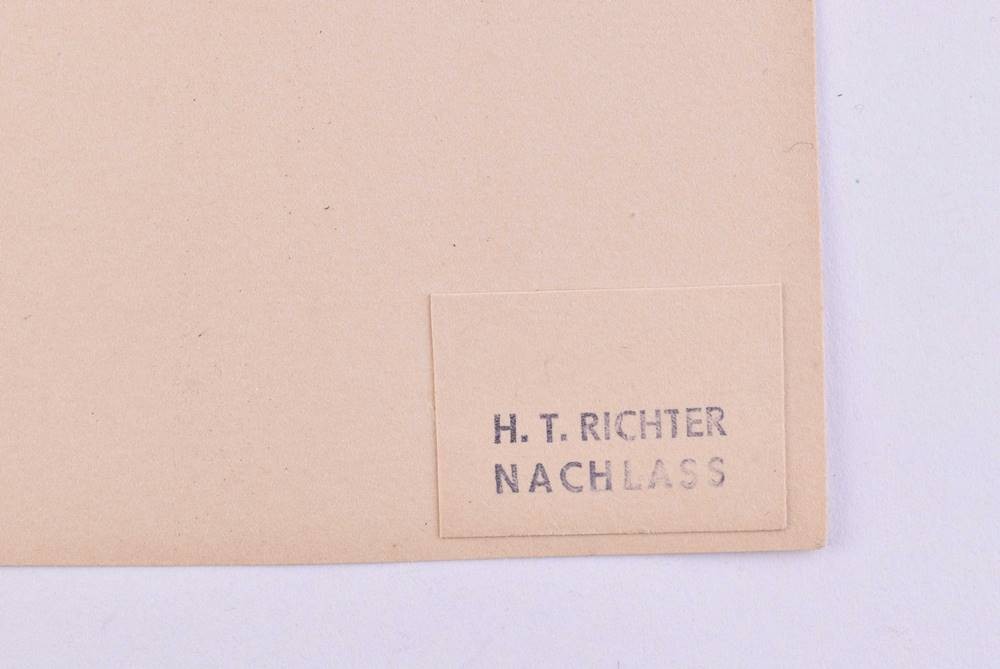 H. T. RICHTER
NACHLASS